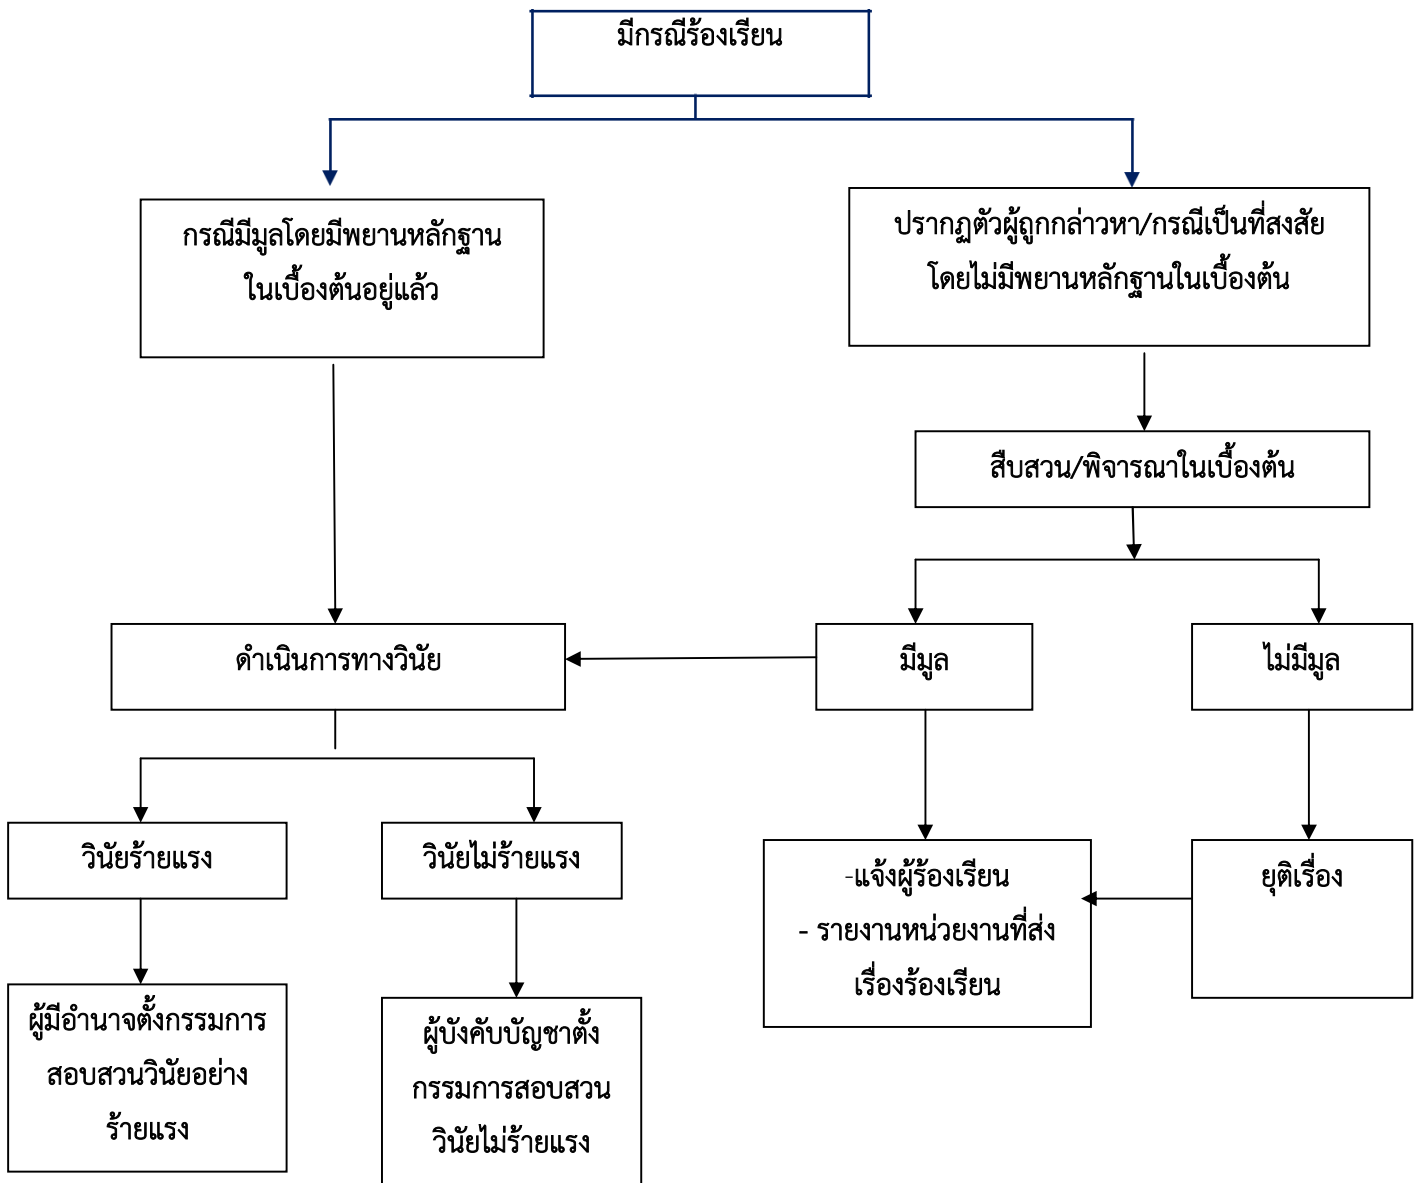 มีกรณีร้องเรียน
กรณีมีมูลโดยมีพยานหลักฐาน
ในเบื้องต้นอยู่แล้ว
ปรากฏตัวผู้ถูกกล่าวหา/กรณีเป็นที่สงสัย
โดยไม่มีพยานหลักฐานในเบื้องต้น
สืบสวน/พิจารณาในเบื้องต้น
ดำเนินการทางวินัย
มีมูล
ไม่มีมูล
วินัยร้ายแรง
วินัยไม่ร้ายแรง
-แจ้งผู้ร้องเรียน
- รายงานหน่วยงานที่ส่ง
เรื่องร้องเรียน
ยุติเรื่อง
ผู้มีอำนาจตั้งกรรมการ
สอบสวนวินัยอย่าง
ร้ายแรง
ผู้บังคับบัญชาตั้ง
กรรมการสอบสวน
วินัยไม่ร้ายแรง